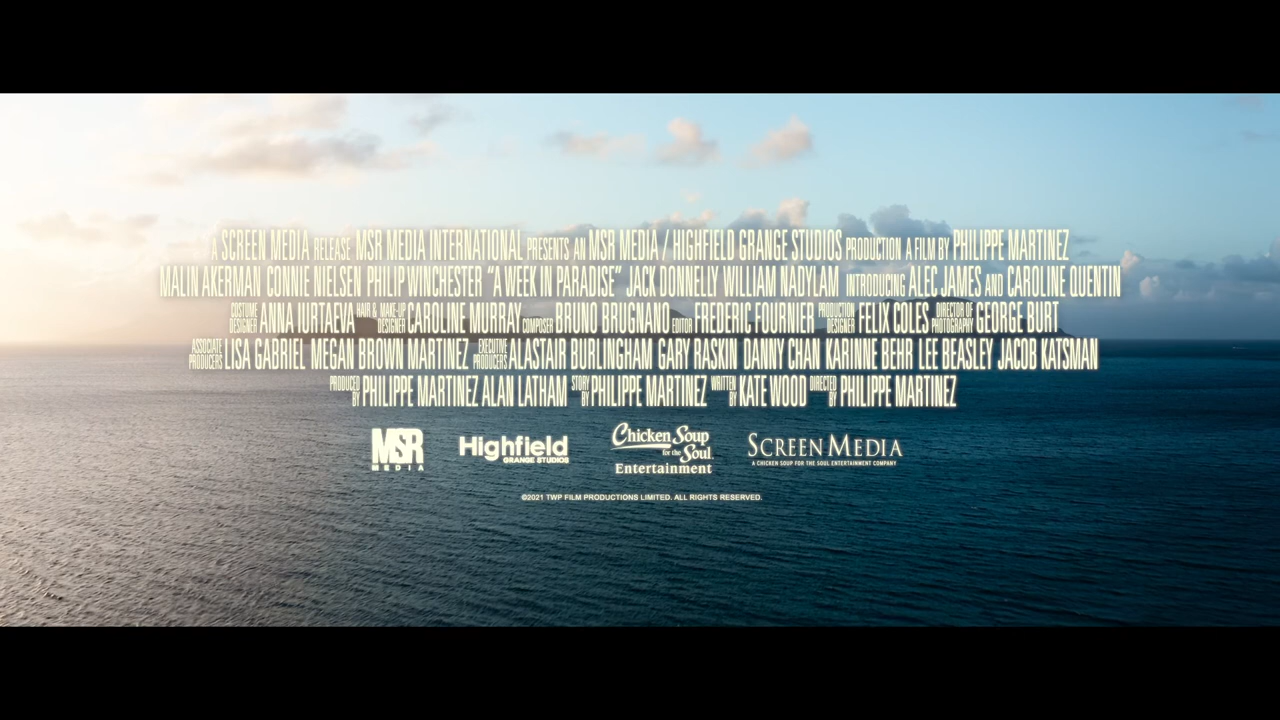 A SCREEN MEDIA RELEASE MSR MEDIA INTERNATIONAL PRESENTS AN MSR MEDIA / HIGHFIELD GRANGE STUDIOS PRODUCTION A FILM BY PHILIPPE MARTINEZ
MALIN AKERMAN CONNIE NIELSEN PHILIP WINCHESTER "A WEEK IN PARADISE" JACK DONNELLY WILLIAM NADYLAM INTRODUCING ALEC JAMES AND CAROLINE QUENTIN
COSTUME DESIGNER ANNA IURTAEVA HAIR & MAKE-UP DESIGNER CAROLINE MURRAY COMPOSER BRUNO BRUGNANO EDITOR FREDERIC FOURNIER PRODUCTION DESIGNER FELIX COLES DIRECTOR OF PHOTOGRAPHY GEORGE BURT
ASSOCIATE PRODUCERS LISA GABRIEL MEGAN BROWN MARTINEZ EXECUTIVE PRODUCERS ALASTAIR BURLINGHAM GARY RASKIN DANNY CHAN KARINNE BEHR LEE BEASLEY JACOB KATSMAN
PRODUCED BY PHILIPPE MARTINEZ ALAN LATHAM STORY BY PHILIPPE MARTINEZ WRITTEN BY KATE WOOD DIRECTED BY PHILIPPE MARTINEZ
MSR MEDIA
Highfield GRANGE STUDIOS
Chicken Soup for the Soul Entertainment
SCREEN MEDIA
A CHICKEN SOUP FOR THE SOUL ENTERTAINMENT COMPANY
©2021 TWP FILM PRODUCTIONS LIMITED. ALL RIGHTS RESERVED.